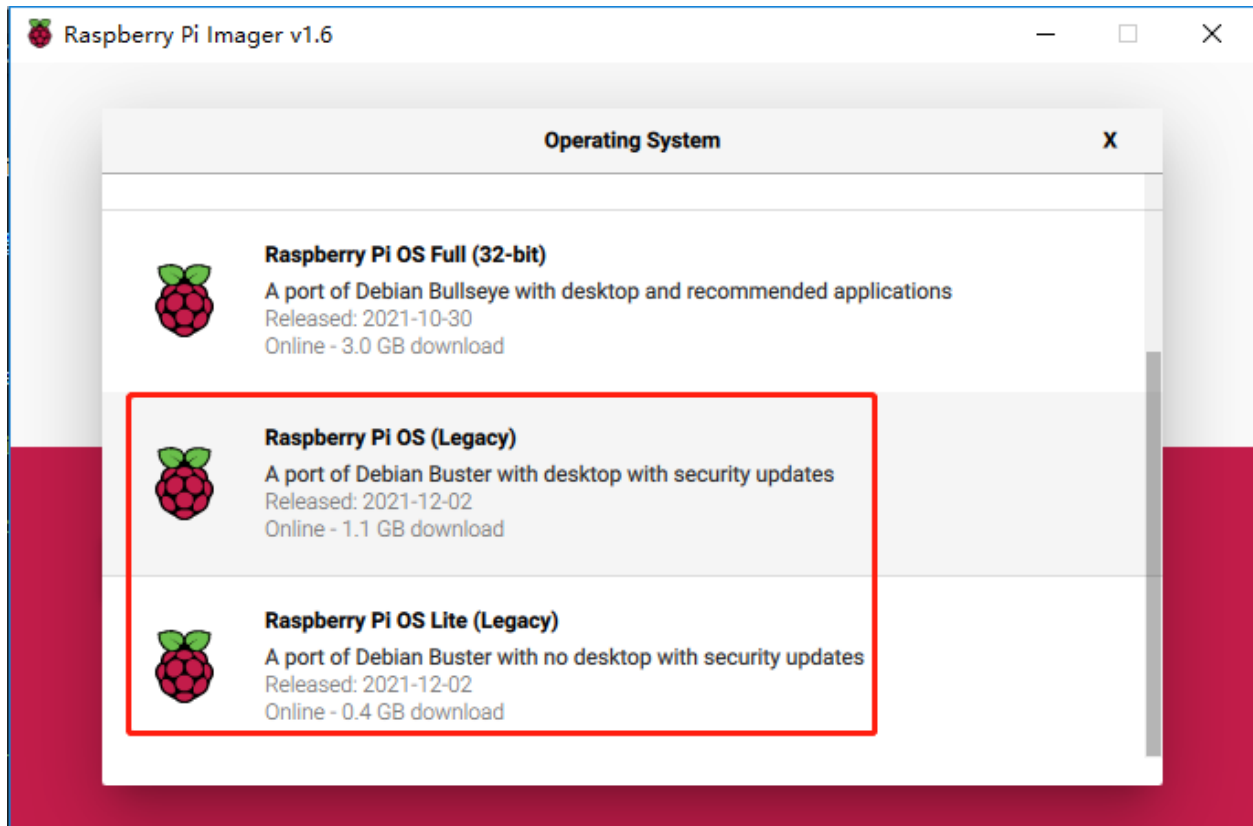 Raspberry Pi Imager v1.6
Operating System
X
Raspberry Pi OS Full (32-bit)
A port of Debian Bullseye with desktop and recommended applications
Released: 2021-10-30
Online - 3.0 GB download
Raspberry Pi OS (Legacy)
A port of Debian Buster with desktop with security updates
Released: 2021-12-02
Online - 1.1 GB download
Raspberry Pi OS Lite (Legacy)
A port of Debian Buster with no desktop with security updates
Released: 2021-12-02
Online - 0.4 GB download